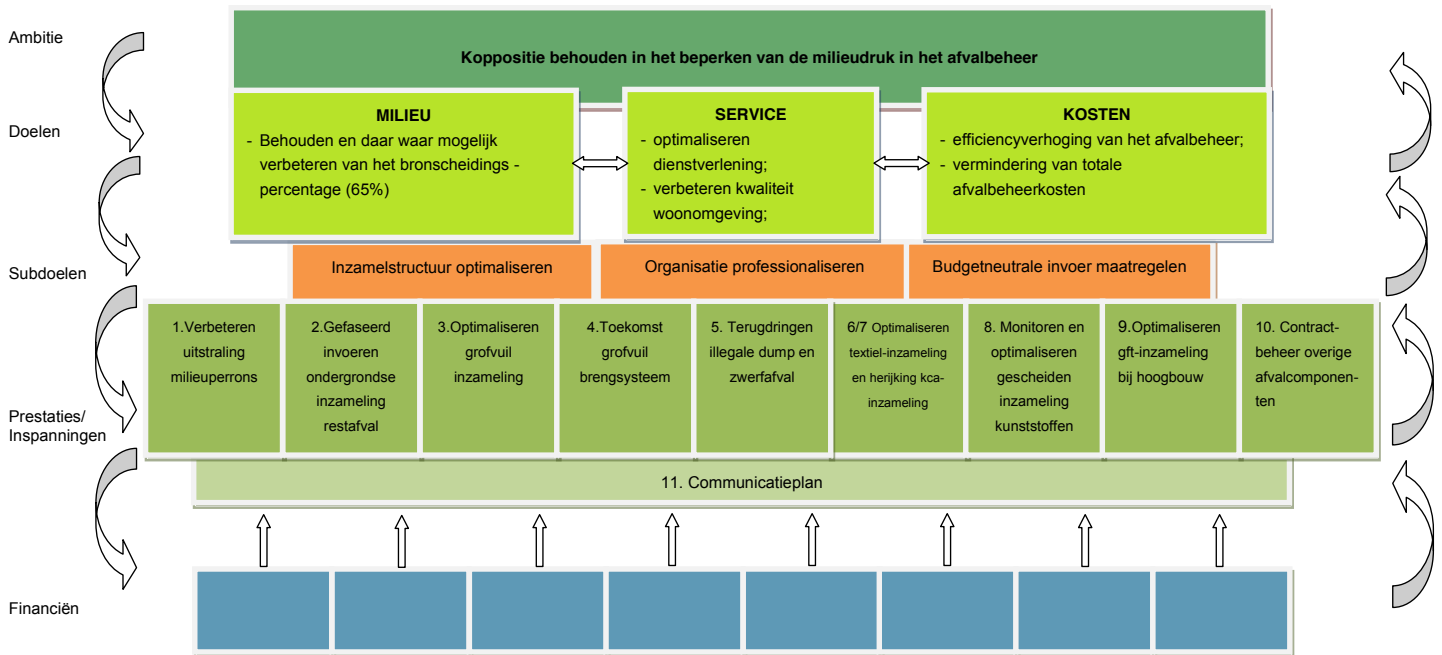 Ambitie
Koppositie behouden in het beperken van de milieudruk in het afvalbeheer
Doelen
MILIEU
- Behouden en daar waar mogelijk
verbeteren van het bronscheidings -
percentage (65%)
SERVICE
- optimaliseren
dienstverlening;
- verbeteren kwaliteit
woonomgeving;
KOSTEN
- efficiencyverhoging van het afvalbeheer;
- vermindering van totale
afvalbeheerkosten
Subdoelen
Inzamelstructuur optimaliseren
Organisatie professionaliseren
Budgetneutrale invoer maatregelen
Prestaties/
Inspanningen
1.Verbeteren
uitstraling
milieuperrons
2.Gefaseerd
invoeren
ondergrondse
inzameling
restafval
3.Optimaliseren
grofvuil
inzameling
4.Toekomst
grofvuil
brengsysteem
5. Terugdringen
illegale dump en
zwerfafval
6/7 Optimaliseren
textiel-inzameling
en herijking kca-
inzameling
8. Monitoren en
optimaliseren
gescheiden
inzameling
kunststoffen
9.Optimaliseren
gft-inzameling
bij hoogbouw
10. Contract-
beheer overige
afvalcomponen-
ten
11. Communicatieplan
Financiën